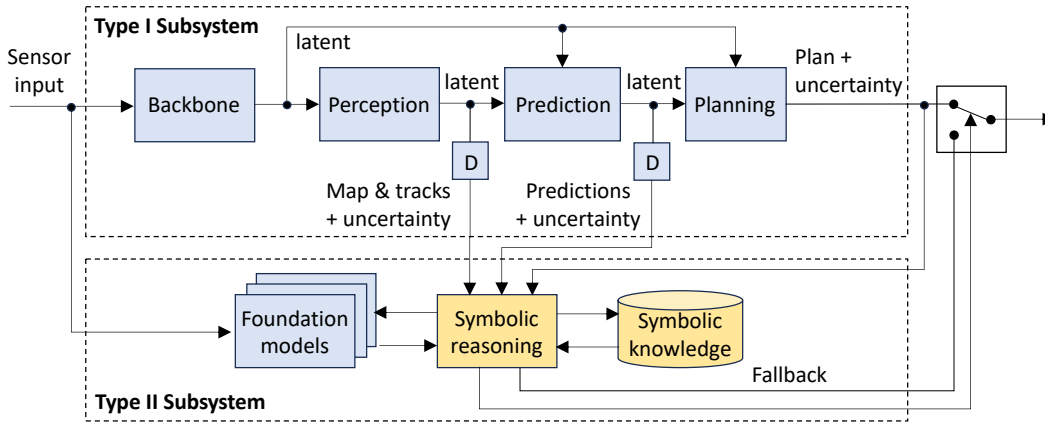 Type I Subsystem
Sensor
input
latent
Backbone
Perception
latent
Prediction
latent
Planning
Plan +
uncertainty
D
D
Map & tracks
+ uncertainty
Predictions
+ uncertainty
Foundation
models
Symbolic
reasoning
Symbolic
knowledge
Fallback
Type II Subsystem